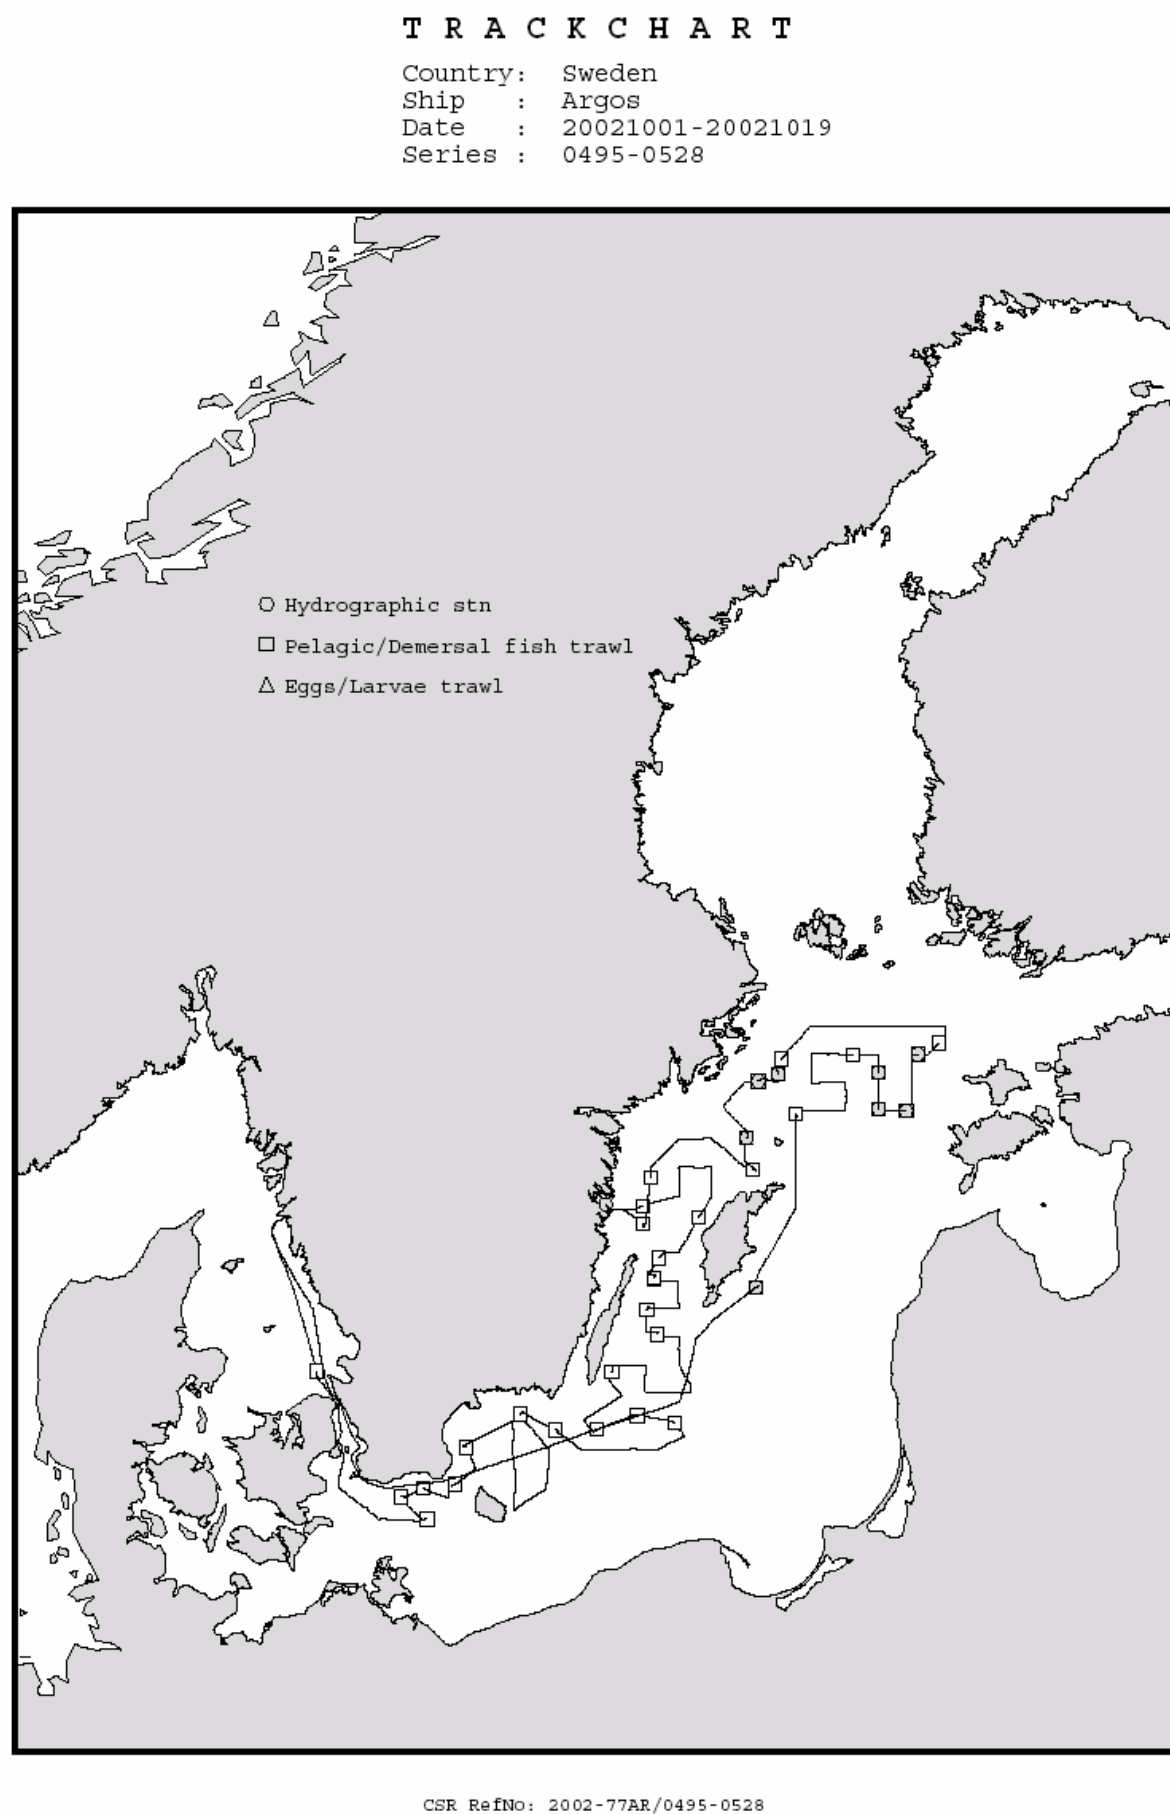 T R A C K C H A R T
Country: Sweden
Ship : Argos
Date : 20021001-20021019
Series : 0495-0528
Hydrographic stn
Pelagic/Demersal fish trawl
Eggs/Larvae trawl
CSR RefNo: 2002-77AR/0495-0528